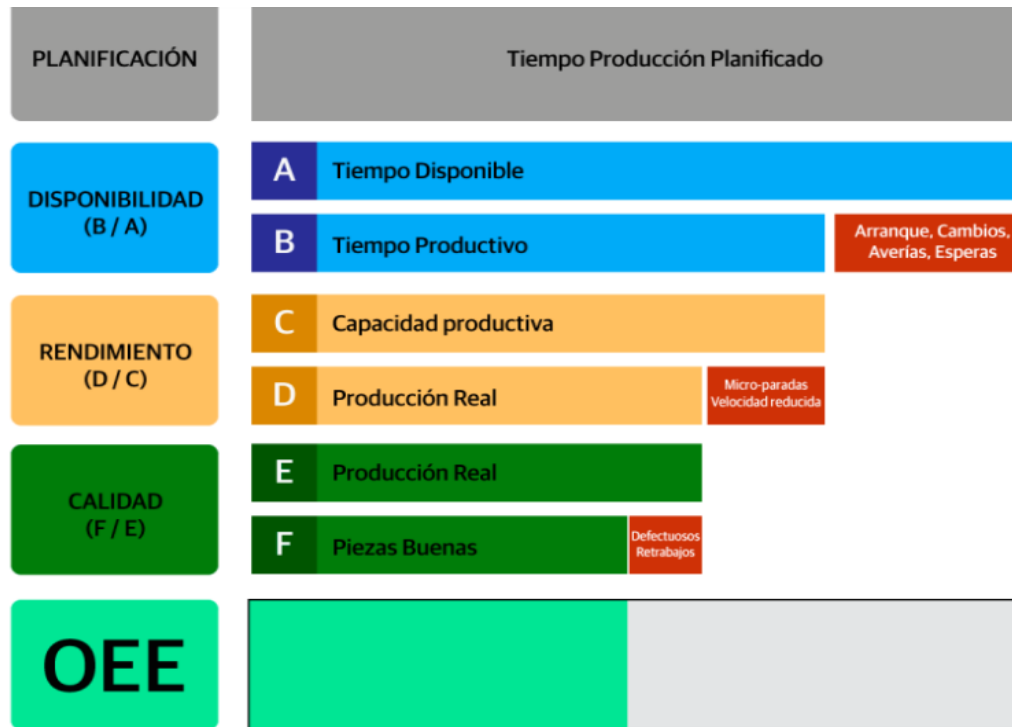 PLANIFICACIÓN
Tiempo Producción Planificado
DISPONIBILIDAD
(B / A)
A
Tiempo Disponible
B
Tiempo Productivo
Arranque, Cambios,
Averías, Esperas
RENDIMIENTO
(D / C)
C
Capacidad productiva
D
Producción Real
Micro-paradas
Velocidad reducida
CALIDAD
(F / E)
E
Producción Real
F
Piezas Buenas
Defectuosos
Retrabajos
OEE